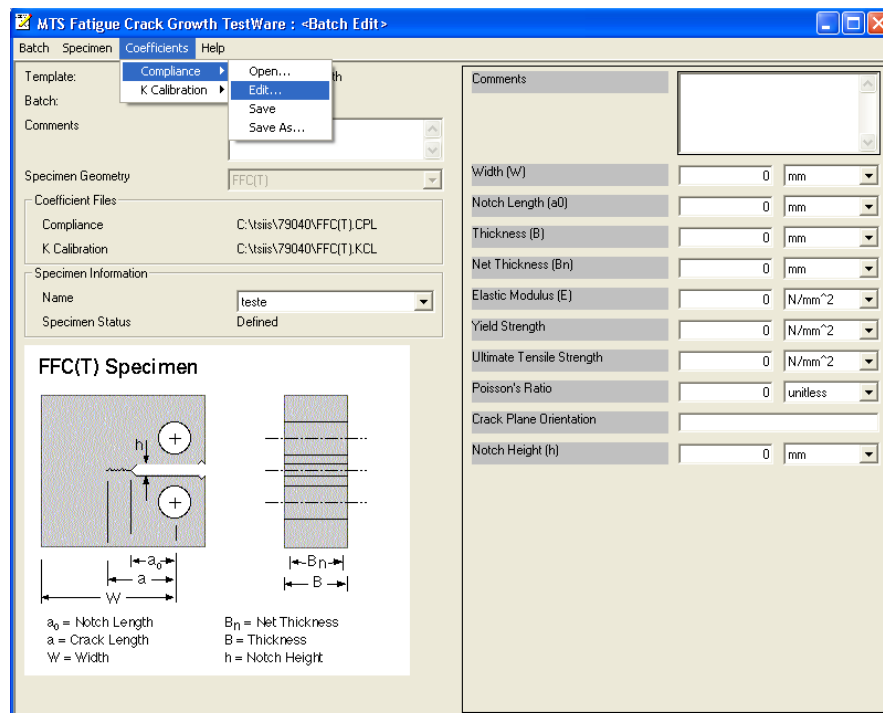 MTS Fatigue Crack Growth TestWare : <Batch Edit>
Batch Specimen Coefficients Help
Compliance
K Calibration
Open...
Edit...
Save
Save As...
Template:
Batch:
Comments
Specimen Geometry
FFC(T)
Coefficient Files
Compliance C:\tsiis\79040\FFC(T).CPL
K Calibration C:\tsiis\79040\FFC(T).KCL
Specimen Information
Name teste
Specimen Status Defined
FFC(T) Specimen
h
a₀
a
W
Bn
B
a₀ = Notch Length
a = Crack Length
W = Width
Bn = Net Thickness
B = Thickness
h = Notch Height
Comments
Width (W) 0 mm
Notch Length (a0) 0 mm
Thickness (B) 0 mm
Net Thickness (Bn) 0 mm
Elastic Modulus (E) 0 N/mm^2
Yield Strength 0 N/mm^2
Ultimate Tensile Strength 0 N/mm^2
Poisson's Ratio 0 unitless
Crack Plane Orientation
Notch Height (h) 0 mm